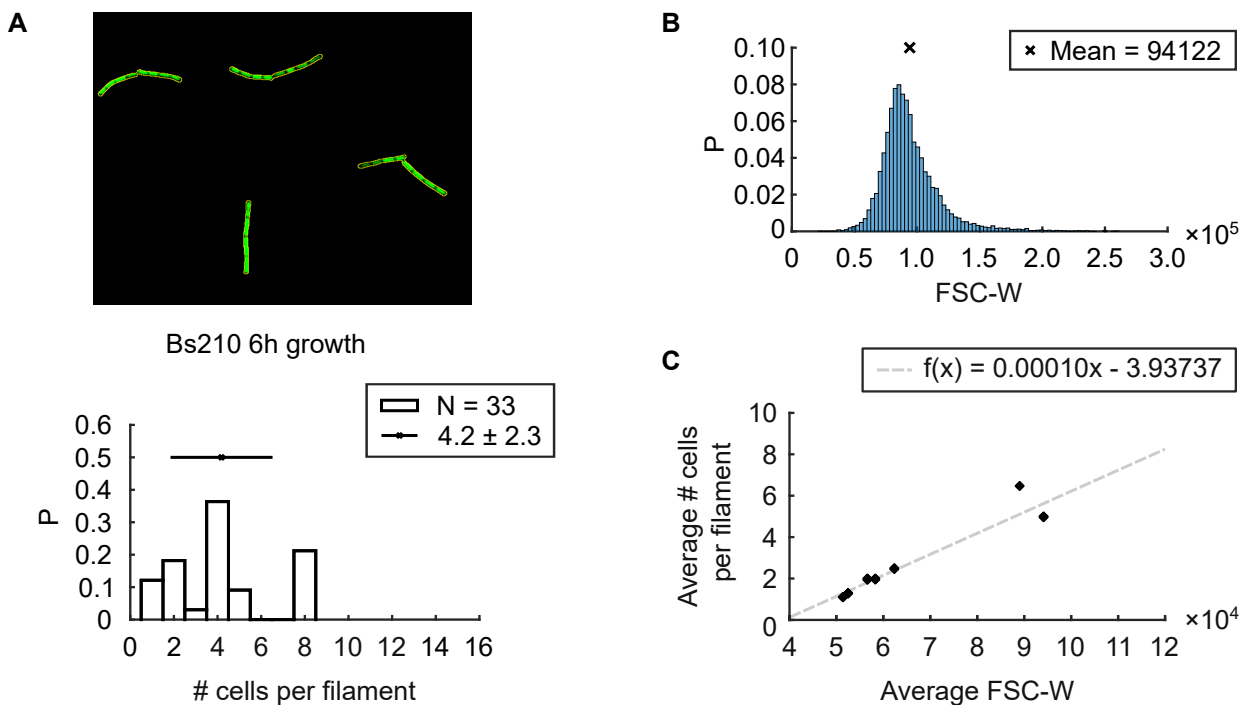 A
Bs210 6h growth
N = 33
4.2 ± 2.3
0.6
0.5
0.4
0.3
0.2
0.1
0
P
0 2 4 6 8 10 12 14 16
# cells per filament
B
× Mean = 94122
0.10
0.08
0.06
0.04
0.02
0
P
0 0.5 1.0 1.5 2.0 2.5 3.0
×10⁵
FSC-W
C
f(x) = 0.00010x - 3.93737
10
8
6
4
2
0
Average # cells
per filament
4 5 6 7 8 9 10 11 12
×10⁴
Average FSC-W